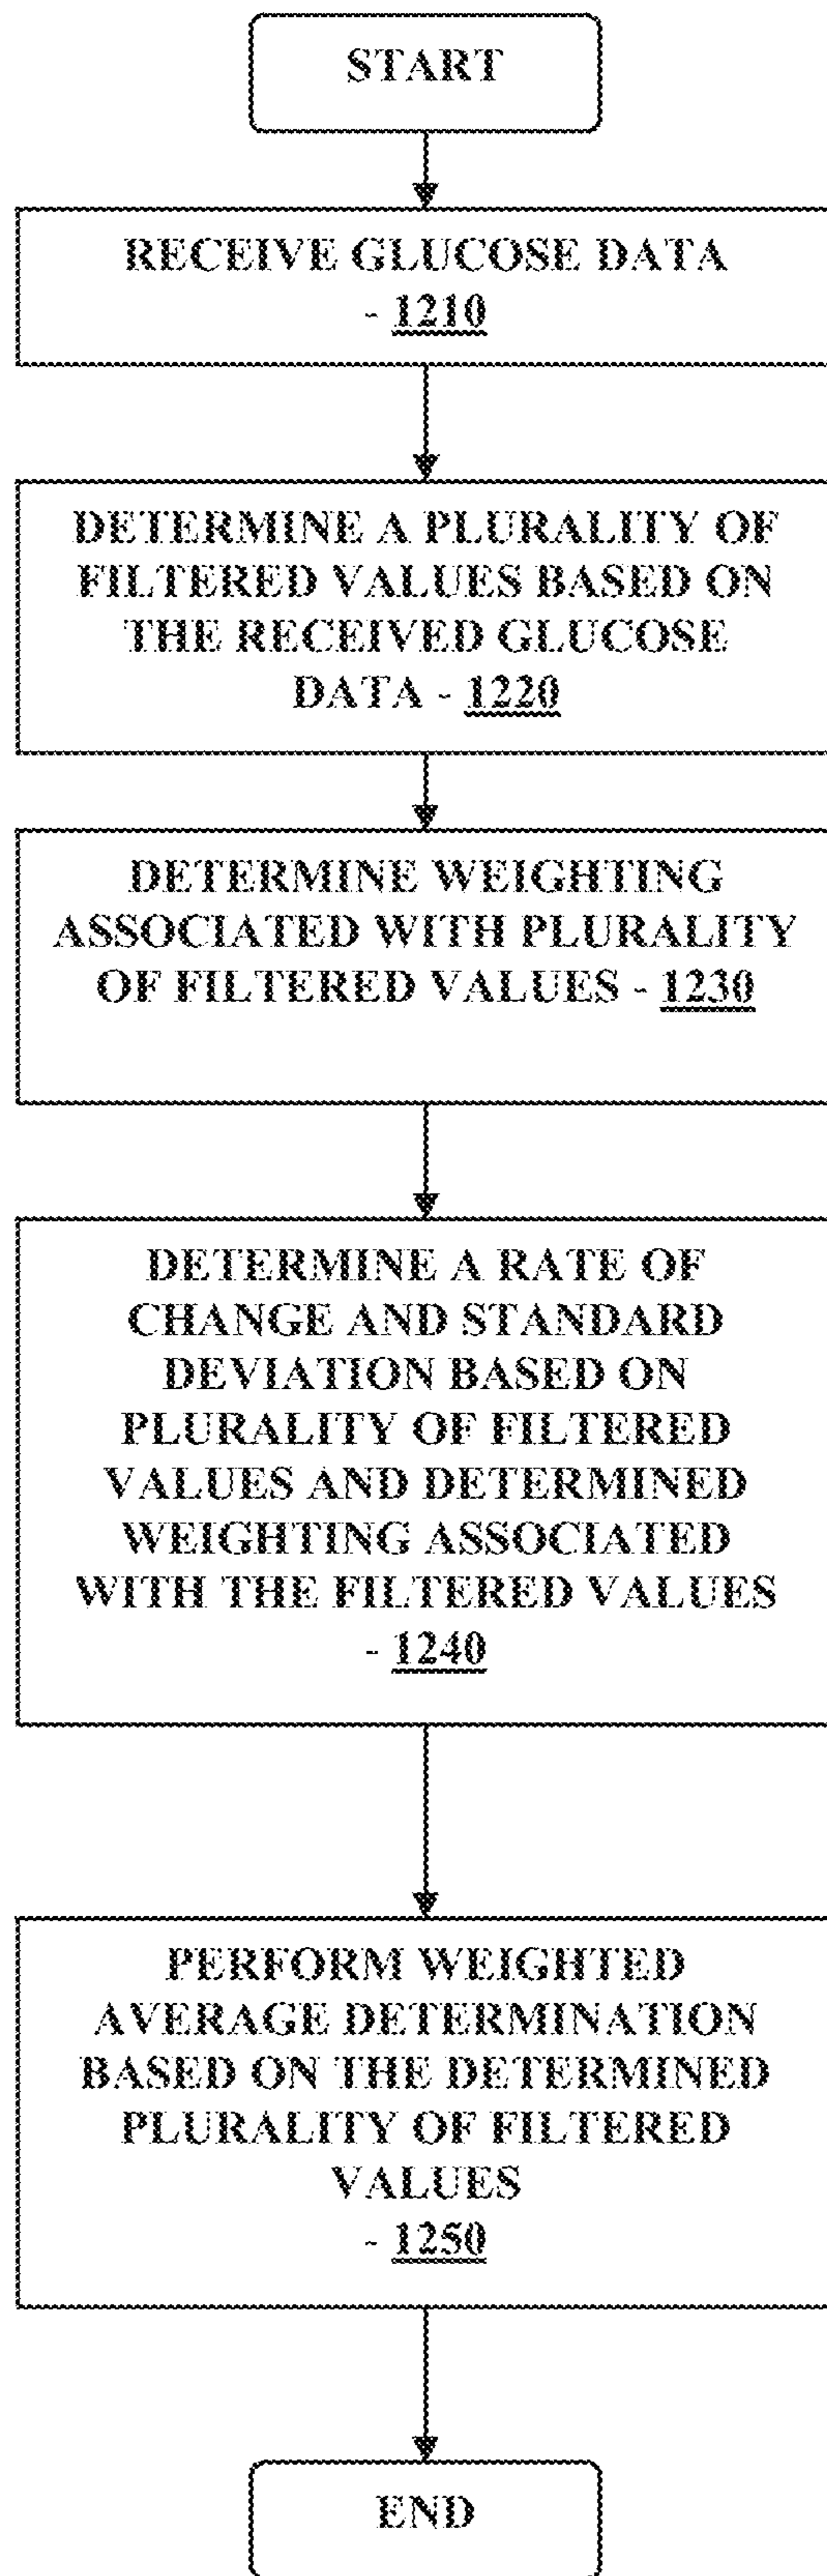 START
RECEIVE GLUCOSE DATA
- 1210
DETERMINE A PLURALITY OF
FILTERED VALUES BASED ON
THE RECEIVED GLUCOSE
DATA - 1220
DETERMINE WEIGHTING
ASSOCIATED WITH PLURALITY
OF FILTERED VALUES - 1230
DETERMINE A RATE OF
CHANGE AND STANDARD
DEVIATION BASED ON
PLURALITY OF FILTERED
VALUES AND DETERMINED
WEIGHTING ASSOCIATED
WITH THE FILTERED VALUES
- 1240
PERFORM WEIGHTED
AVERAGE DETERMINATION
BASED ON THE DETERMINED
PLURALITY OF FILTERED
VALUES
- 1250
END